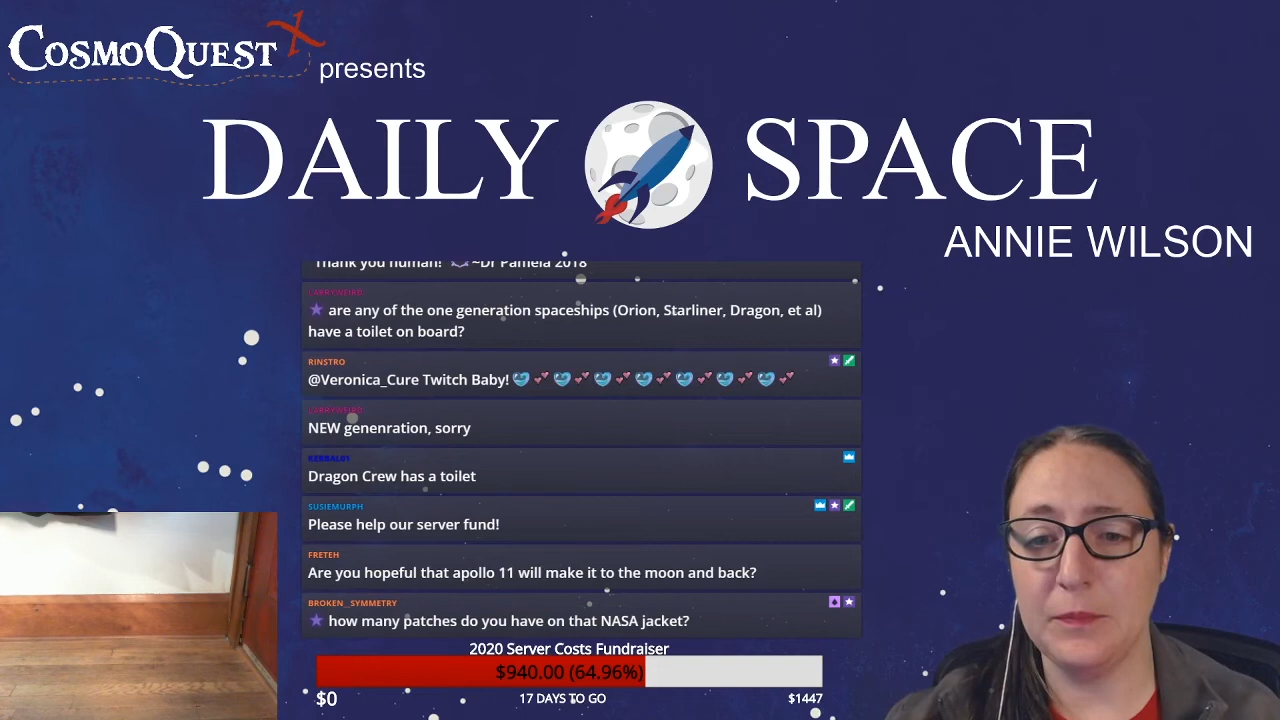 COSMOQUEST X
presents
DAILY SPACE
ANNIE WILSON
Thank you human! ~Dr Pamela 2018
LARRYWEIRD
are any of the one generation spaceships (Orion, Starliner, Dragon, et al)
have a toilet on board?
RINSTRO
@Veronica_Cure Twitch Baby!
LARRYWEIRD
NEW genenration, sorry
KERBAL01
Dragon Crew has a toilet
SUSIEMURPH
Please help our server fund!
FRETEH
Are you hopeful that apollo 11 will make it to the moon and back?
BROKEN_SYMMETRY
how many patches do you have on that NASA jacket?
2020 Server Costs Fundraiser
$940.00 (64.96%)
$0 17 DAYS TO GO $1447